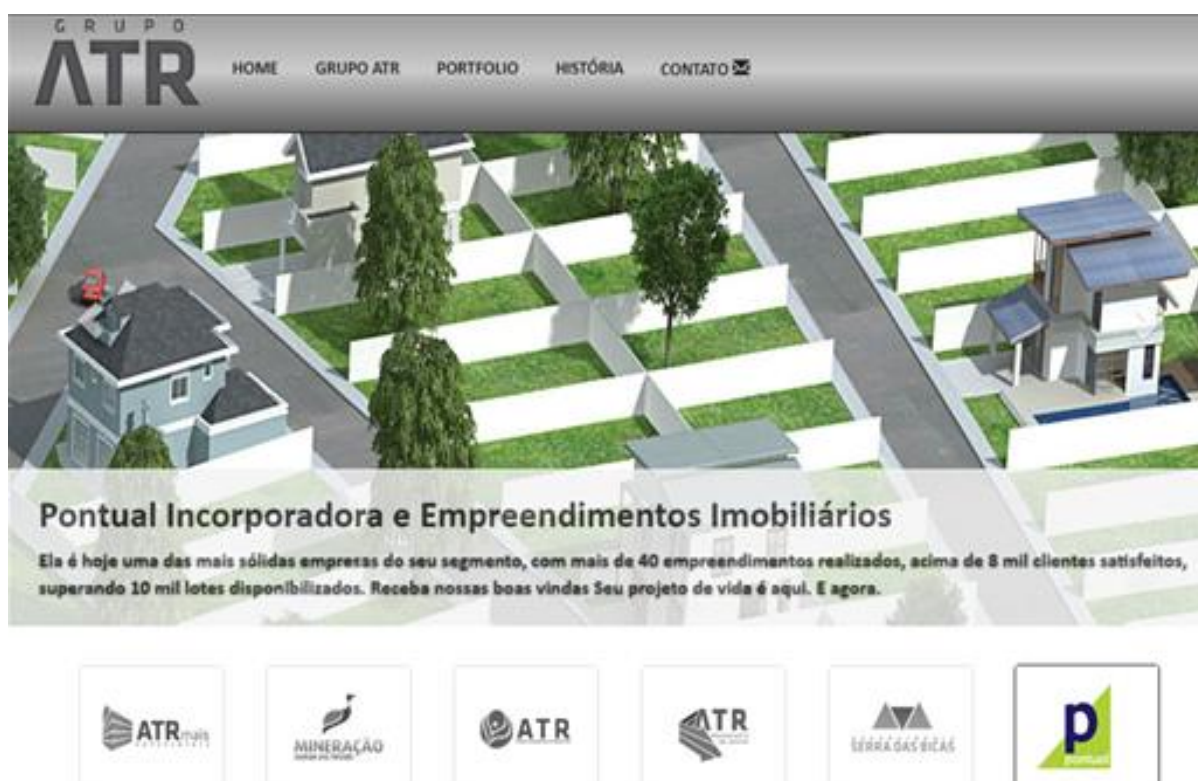 GRUPO
ATR
HOME GRUPO ATR PORTFOLIO HISTÓRIA CONTATO
Pontual Incorporadora e Empreendimentos Imobiliários
Ela é hoje uma das mais sólidas empresas do seu segmento, com mais de 40 empreendimentos realizados, acima de 8 mil clientes satisfeitos,
superando 10 mil lotes disponibilizados. Receba nossas boas vindas Seu projeto de vida é aqui. E agora.
ATR mais
MINERAÇÃO
ATR
ATR
SERRA DAS BICAS
p
pontual